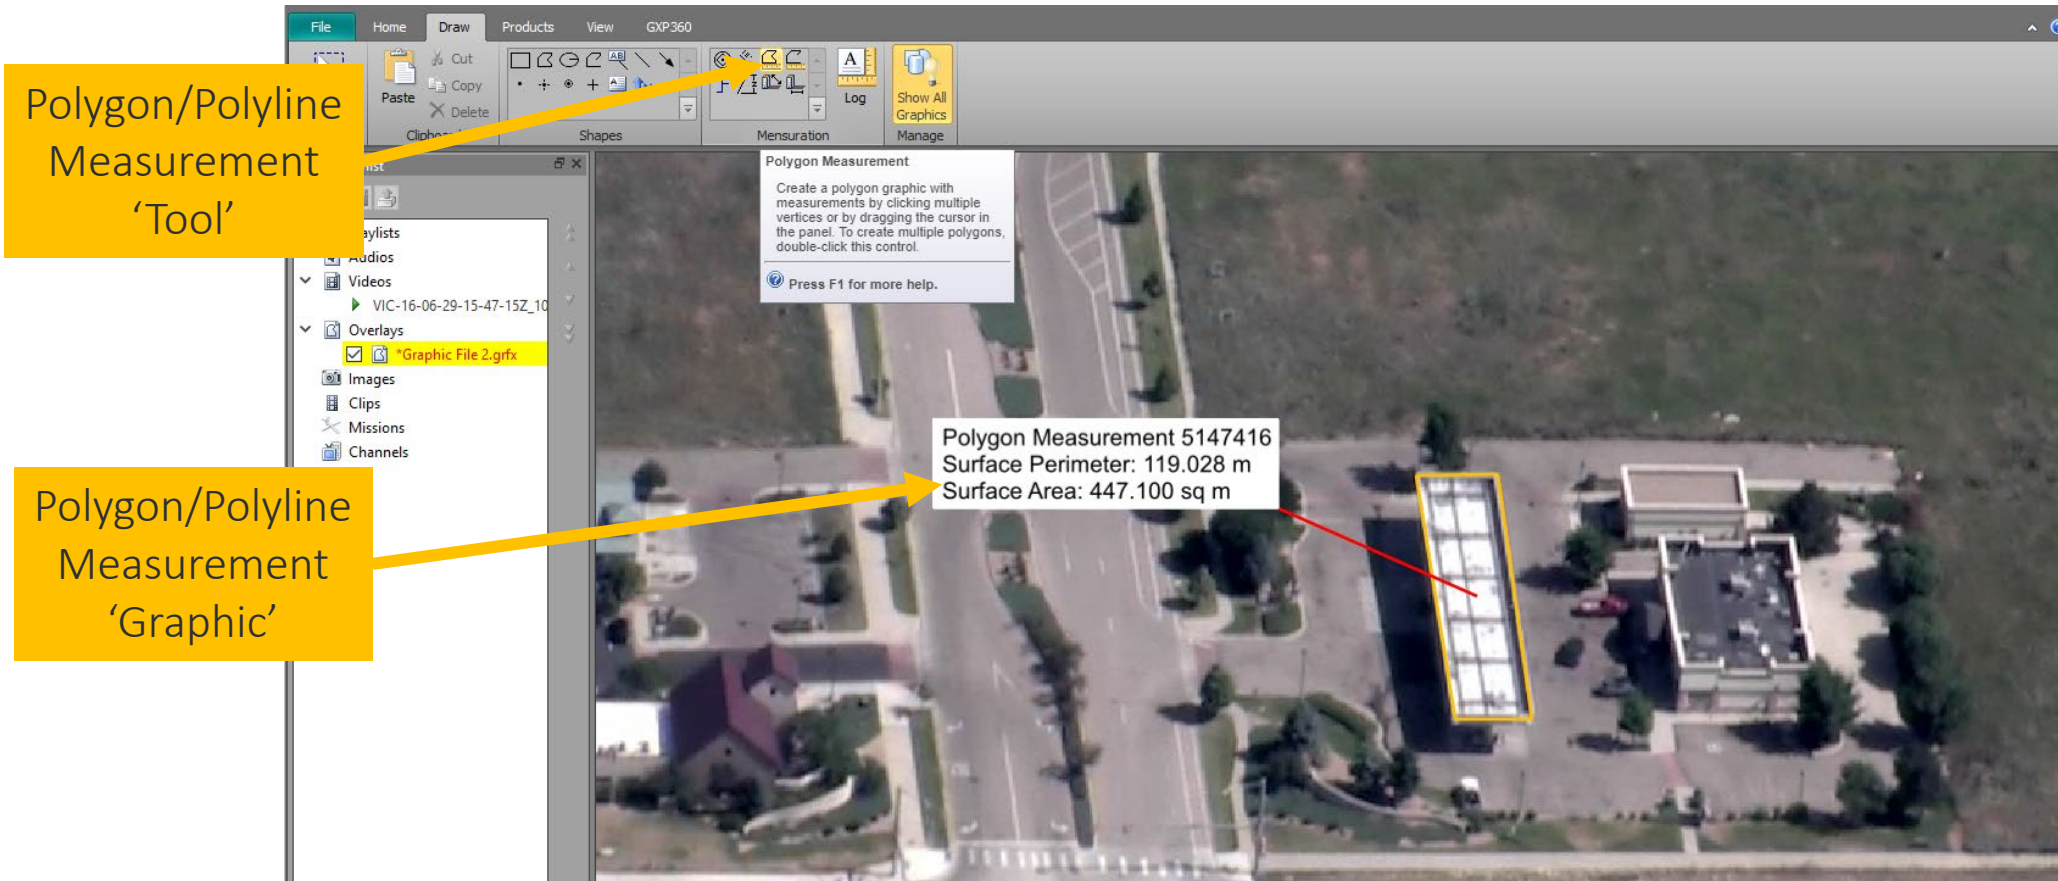 File
Home
Draw
Products
View
GXP360
Cut
Copy
Delete
Paste
Shapes
Log
Mensuration
Show All
Graphics
Manage
Polygon/Polyline
Measurement
‘Tool’
Polygon Measurement
Create a polygon graphic with
measurements by clicking multiple
vertices or by dragging the cursor in
the panel. To create multiple polygons,
double-click this control.
Press F1 for more help.
Audios
Videos
VIC-16-06-29-15-47-15Z_10
Overlays
*Graphic File 2.grfx
Images
Clips
Missions
Channels
Polygon/Polyline
Measurement
‘Graphic’
Polygon Measurement 5147416
Surface Perimeter: 119.028 m
Surface Area: 447.100 sq m